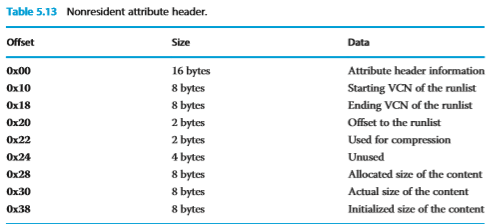 Table 5.13 Nonresident attribute header.
Offset Size Data
0x00 16 bytes Attribute header information
0x10 8 bytes Starting VCN of the runlist
0x18 8 bytes Ending VCN of the runlist
0x20 2 bytes Offset to the runlist
0x22 2 bytes Used for compression
0x24 4 bytes Unused
0x28 8 bytes Allocated size of the content
0x30 8 bytes Actual size of the content
0x38 8 bytes Initialized size of the content